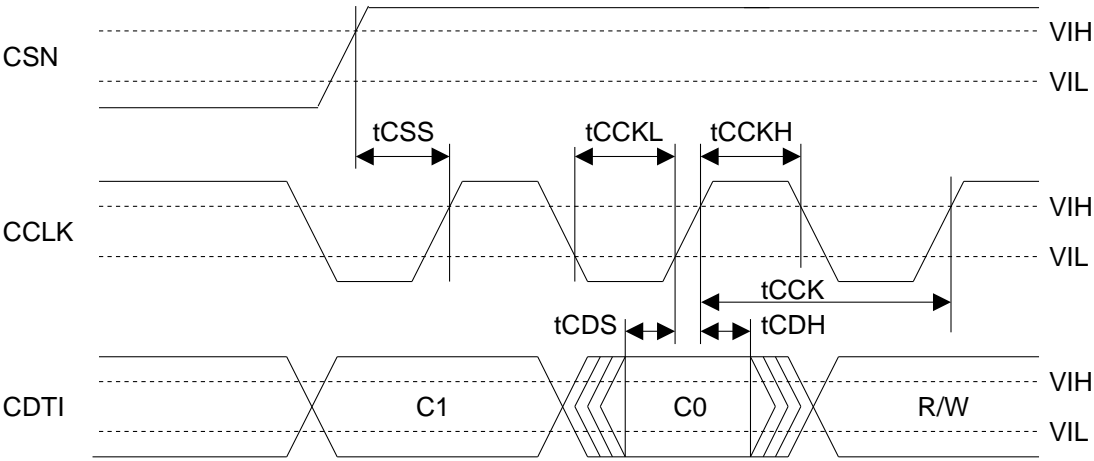 VIH
CSN
VIL
tCSS
tCCKL
tCCKH
VIH
CCLK
VIL
tCCK
tCDS
tCDH
VIH
CDTI
C1
C0
R/W
VIL